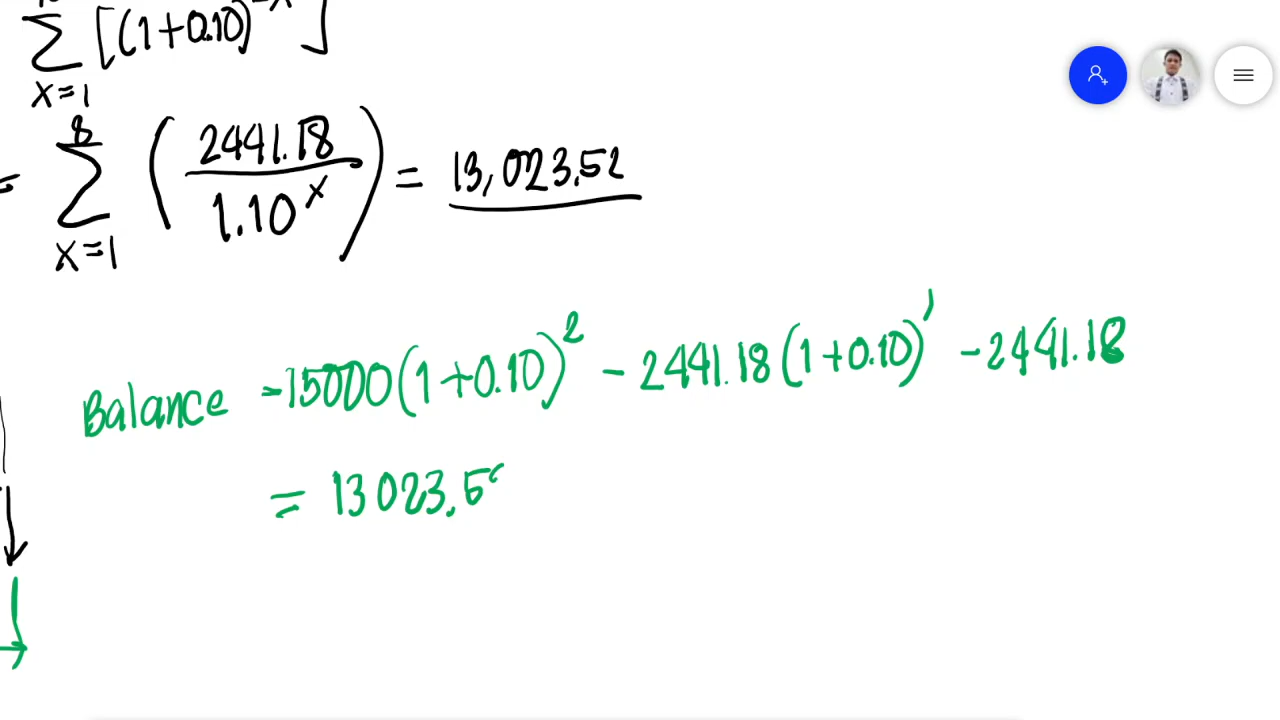 ∑ [(1+0.10)^-x]
x=1
= ∑ (2441.18 / 1.10^x) = 13,023.52
8
x=1
Balance = 15000(1+0.10)^2 - 2441.18(1+0.10)^1 - 2441.18
= 13023.5